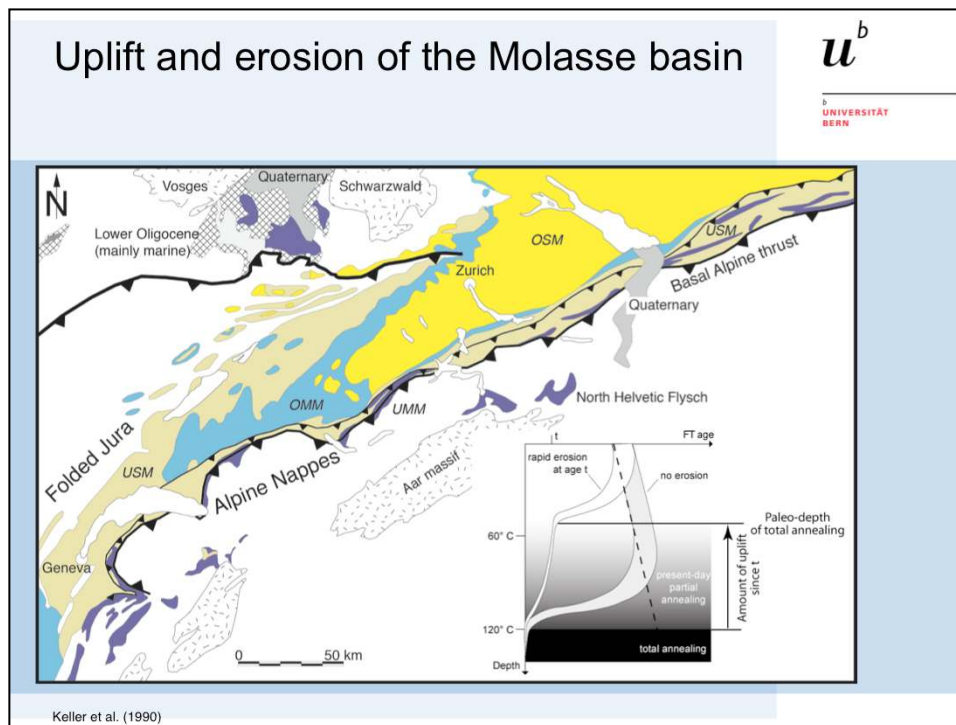 Uplift and erosion of the Molasse basin
u^b
b
UNIVERSITÄT
BERN
N
Vosges
Quaternary
Schwarzwald
Lower Oligocene
(mainly marine)
OSM
USM
Zurich
Basal Alpine thrust
Quaternary
OMM
UMM
North Helvetic Flysch
Folded Jura
USM
Alpine Nappes
Aar massif
Geneva
0 50 km
t
FT age
rapid erosion
at age t
no erosion
Paleo-depth
of total annealing
60° C
present-day
partial
annealing
Amount of uplift
since t
120° C
total annealing
Depth
Keller et al. (1990)